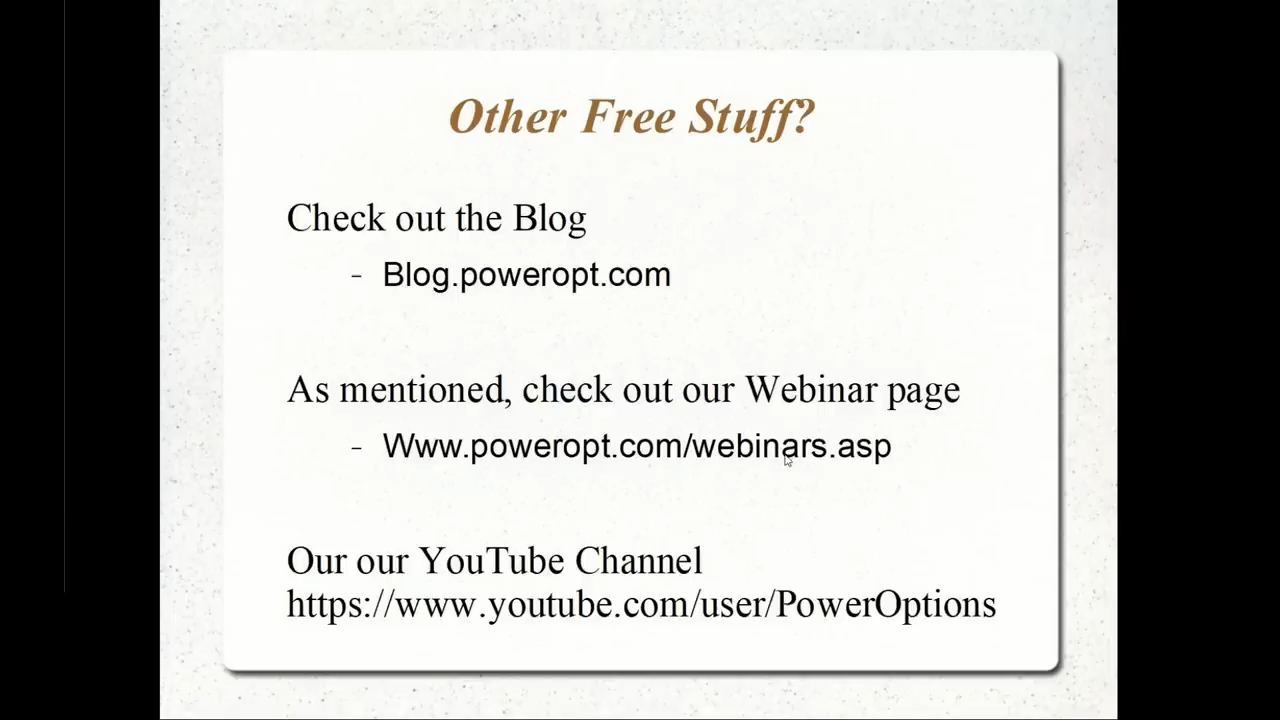 Other Free Stuff?
Check out the Blog
– Blog.poweropt.com
As mentioned, check out our Webinar page
– Www.poweropt.com/webinars.asp
Our our YouTube Channel
https://www.youtube.com/user/PowerOptions